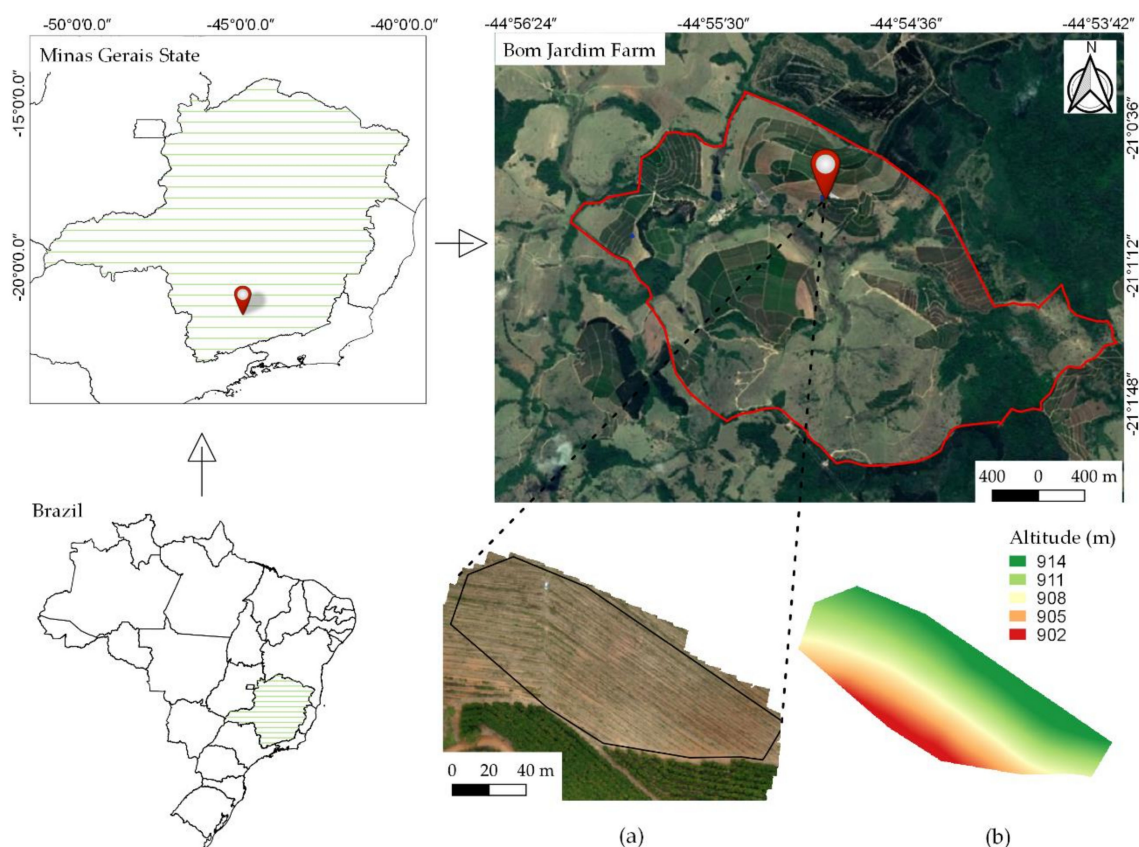 -50°0'0.0" -45°0'0.0" -40°0'0.0"
Minas Gerais State
-15°0'0.0"
-20°0'0.0"
-44°56'24" -44°55'30" -44°54'36" -44°53'42"
Bom Jardim Farm
N
-21°0'36"
-21°1'12"
-21°1'48"
400 0 400 m
Brazil
0 20 40 m
(a)
Altitude (m)
914
911
908
905
902
(b)